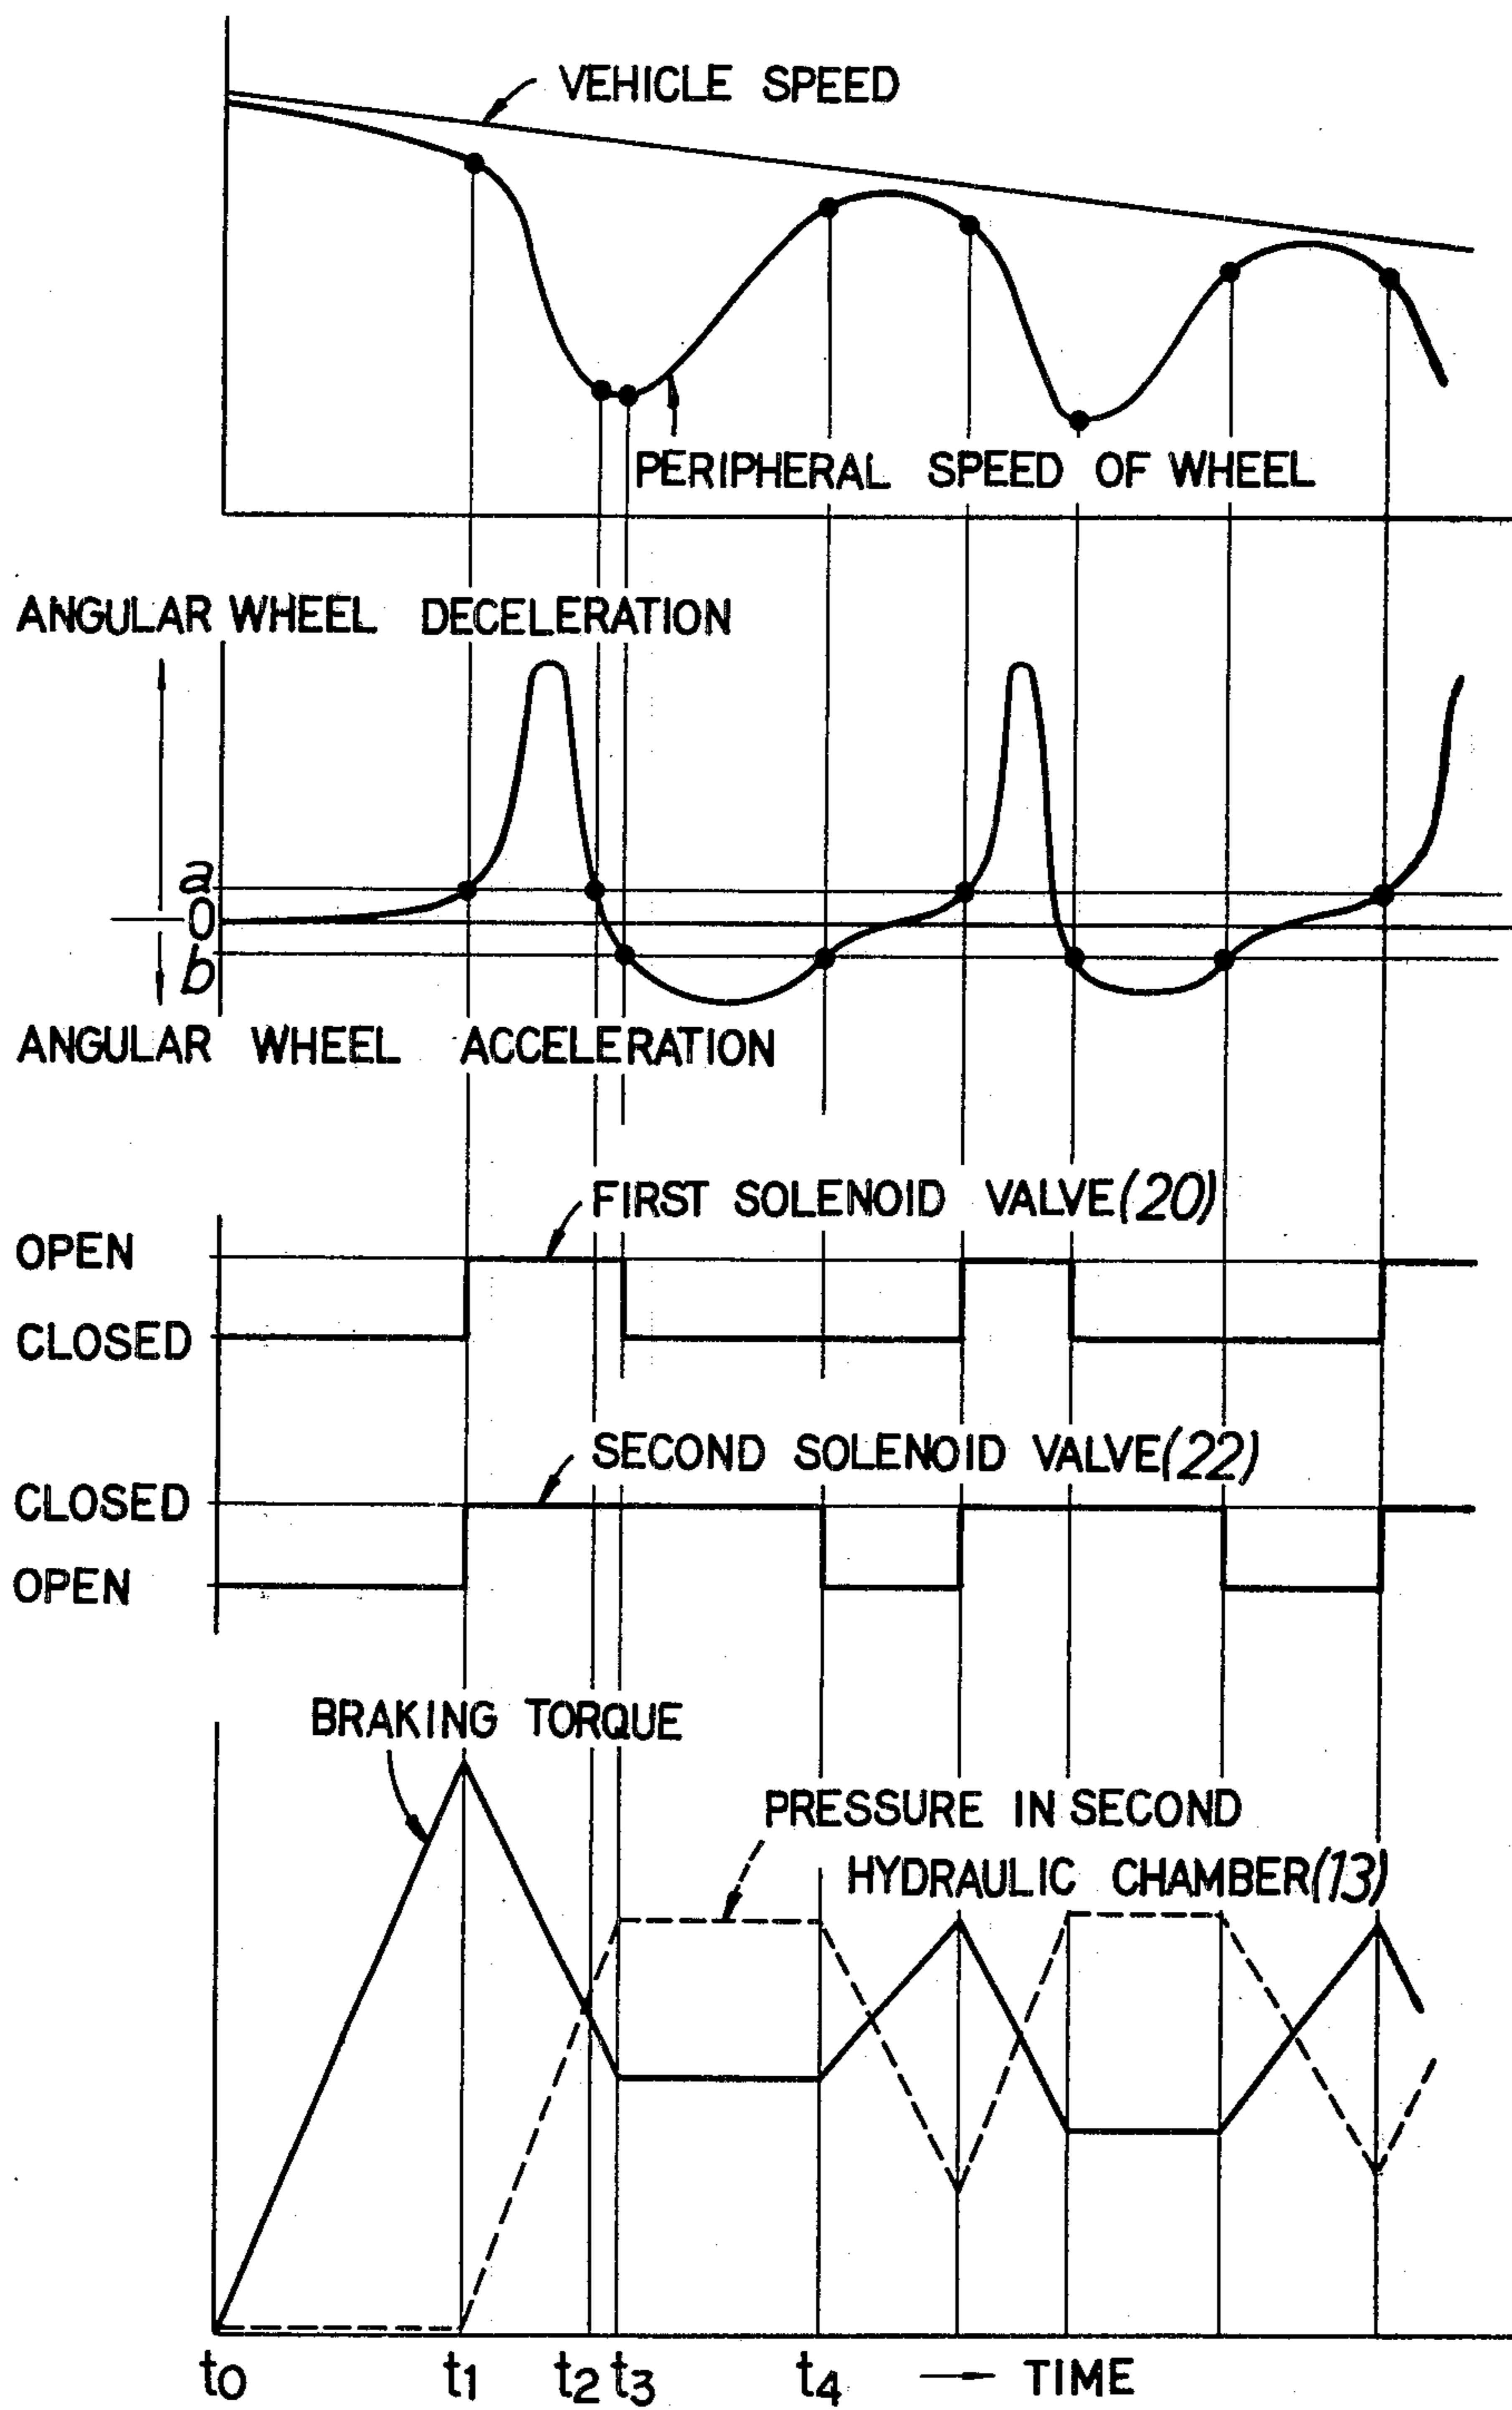 VEHICLE SPEED
PERIPHERAL SPEED OF WHEEL
ANGULAR WHEEL DECELERATION
a
0
b
ANGULAR WHEEL ACCELERATION
FIRST SOLENOID VALVE(20)
OPEN
CLOSED
SECOND SOLENOID VALVE(22)
CLOSED
OPEN
BRAKING TORQUE
PRESSURE IN SECOND
HYDRAULIC CHAMBER(13)
t0 t1 t2 t3 t4 → TIME